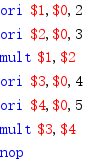 ori $1,$0,2
ori $2,$0,3
mult $1,$2
ori $3,$0,4
ori $4,$0,5
mult $3,$4
nop